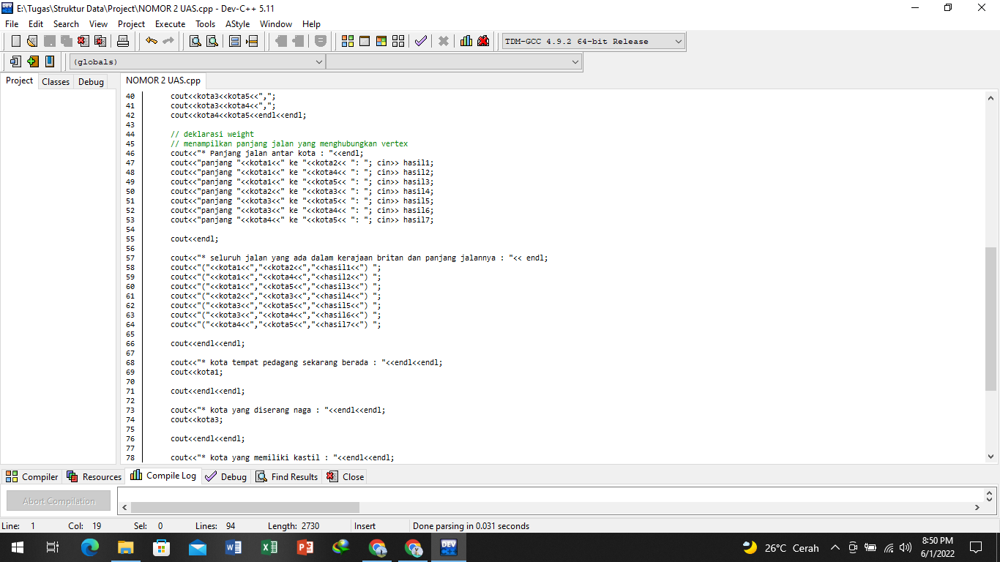 E:\Tugas\Struktur Data\Project\NOMOR 2 UAS.cpp - Dev-C++ 5.11
File Edit Search View Project Execute Tools AStyle Window Help
TDM-GCC 4.9.2 64-bit Release
(globals)
Project Classes Debug
NOMOR 2 UAS.cpp
40 cout<<kota3<<kota5<<",";
41 cout<<kota3<<kota4<<",";
42 cout<<kota4<<kota5<<endl<<endl;
43
44 // deklarasi weight
45 // menampilkan panjang jalan yang menghubungkan vertex
46 cout<<"* Panjang jalan antar kota : "<<endl;
47 cout<<"panjang "<<kota1<<" ke "<<kota2<< ": "; cin>> hasil1;
48 cout<<"panjang "<<kota1<<" ke "<<kota4<< ": "; cin>> hasil2;
49 cout<<"panjang "<<kota1<<" ke "<<kota5<< ": "; cin>> hasil3;
50 cout<<"panjang "<<kota2<<" ke "<<kota3<< ": "; cin>> hasil4;
51 cout<<"panjang "<<kota3<<" ke "<<kota5<< ": "; cin>> hasil5;
52 cout<<"panjang "<<kota3<<" ke "<<kota4<< ": "; cin>> hasil6;
53 cout<<"panjang "<<kota4<<" ke "<<kota5<< ": "; cin>> hasil7;
54
55 cout<<endl;
56
57 cout<<"* seluruh jalan yang ada dalam kerajaan britan dan panjang jalannya : "<< endl;
58 cout<<"("<<kota1<<","<<kota2<<","<<hasil1<<") ";
59 cout<<"("<<kota1<<","<<kota4<<","<<hasil2<<") ";
60 cout<<"("<<kota1<<","<<kota5<<","<<hasil3<<") ";
61 cout<<"("<<kota2<<","<<kota3<<","<<hasil4<<") ";
62 cout<<"("<<kota3<<","<<kota5<<","<<hasil5<<") ";
63 cout<<"("<<kota3<<","<<kota4<<","<<hasil6<<") ";
64 cout<<"("<<kota4<<","<<kota5<<","<<hasil7<<") ";
65
66 cout<<endl<<endl;
67
68 cout<<"* kota tempat pedagang sekarang berada : "<<endl<<endl;
69 cout<<kota1;
70
71 cout<<endl<<endl;
72
73 cout<<"* kota yang diserang naga : "<<endl<<endl;
74 cout<<kota3;
75
76 cout<<endl<<endl;
77
78 cout<<"* kota yang memiliki kastil : "<<endl<<endl;
Compiler Resources Compile Log Debug Find Results Close
Abort Compilation
Line: 1 Col: 19 Sel: 0 Lines: 94 Length: 2730 Insert Done parsing in 0.031 seconds
26°C Cerah
8:50 PM
6/1/2022